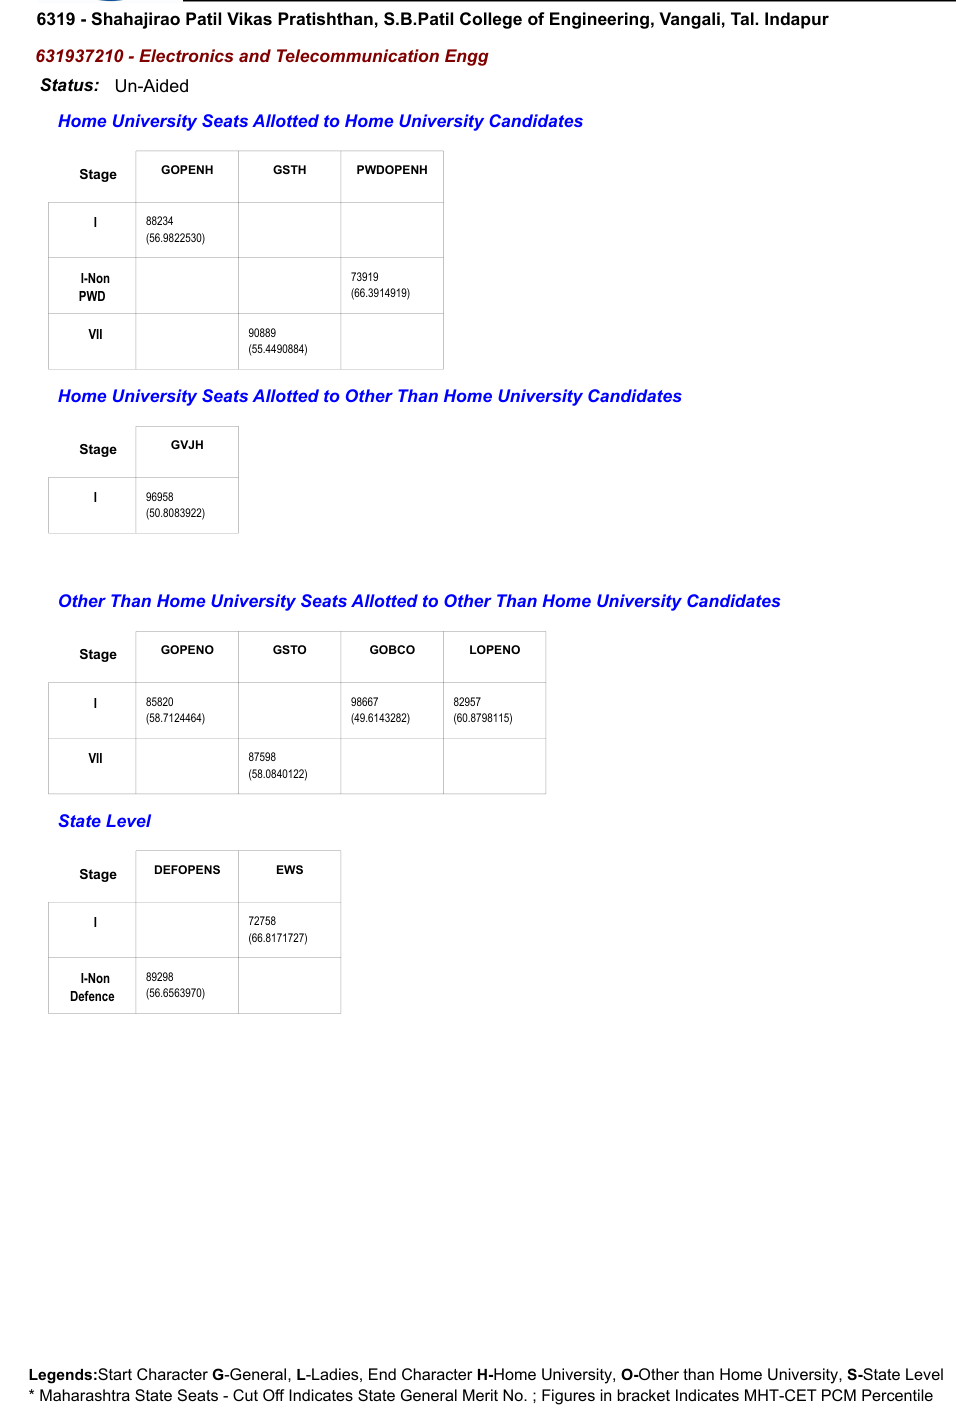 6319 - Shahajirao Patil Vikas Pratishthan, S.B.Patil College of Engineering, Vangali, Tal. Indapur
631937210 - Electronics and Telecommunication Engg
Status: Un-Aided
Home University Seats Allotted to Home University Candidates
Stage GOPENH GSTH PWDOPENH
I 88234
(56.9822530)
I-Non 73919
PWD (66.3914919)
VII 90889
(55.4490884)
Home University Seats Allotted to Other Than Home University Candidates
Stage GVJH
I 96958
(50.8083922)
Other Than Home University Seats Allotted to Other Than Home University Candidates
Stage GOPENO GSTO GOBCO LOPENO
I 85820 98667 82957
(58.7124464) (49.6143282) (60.8798115)
VII 87598
(58.0840122)
State Level
Stage DEFOPENS EWS
I 72758
(66.8171727)
I-Non 89298
Defence (56.6563970)
Legends:Start Character G-General, L-Ladies, End Character H-Home University, O-Other than Home University, S-State Level
* Maharashtra State Seats - Cut Off Indicates State General Merit No. ; Figures in bracket Indicates MHT-CET PCM Percentile